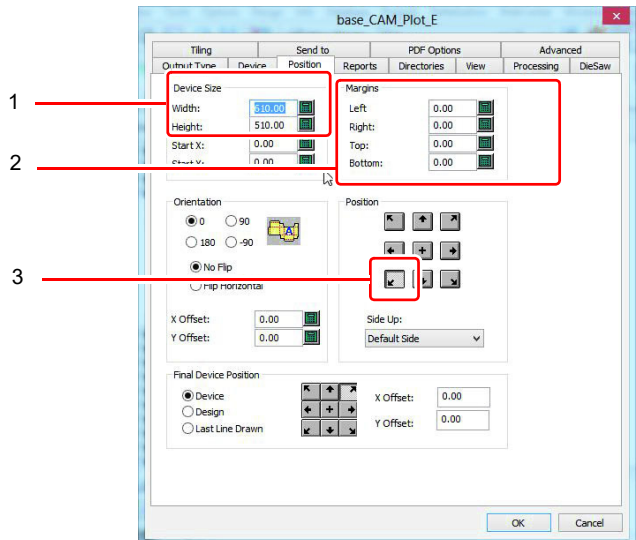 base_CAM_Plot_E
Tiling Send to PDF Options Advanced
Output Type Device Position Reports Directories View Processing DieSaw
1
2
3
Device Size
Width: 610.00
Height: 510.00
Start X: 0.00
Start Y: 0.00
Margins
Left 0.00
Right: 0.00
Top: 0.00
Bottom: 0.00
Orientation
0 90
180 -90
A
No Flip
Flip Horizontal
X Offset: 0.00
Y Offset: 0.00
Position
Side Up:
Default Side
Final Device Position
Device
Design
Last Line Drawn
X Offset: 0.00
Y Offset: 0.00
OK Cancel